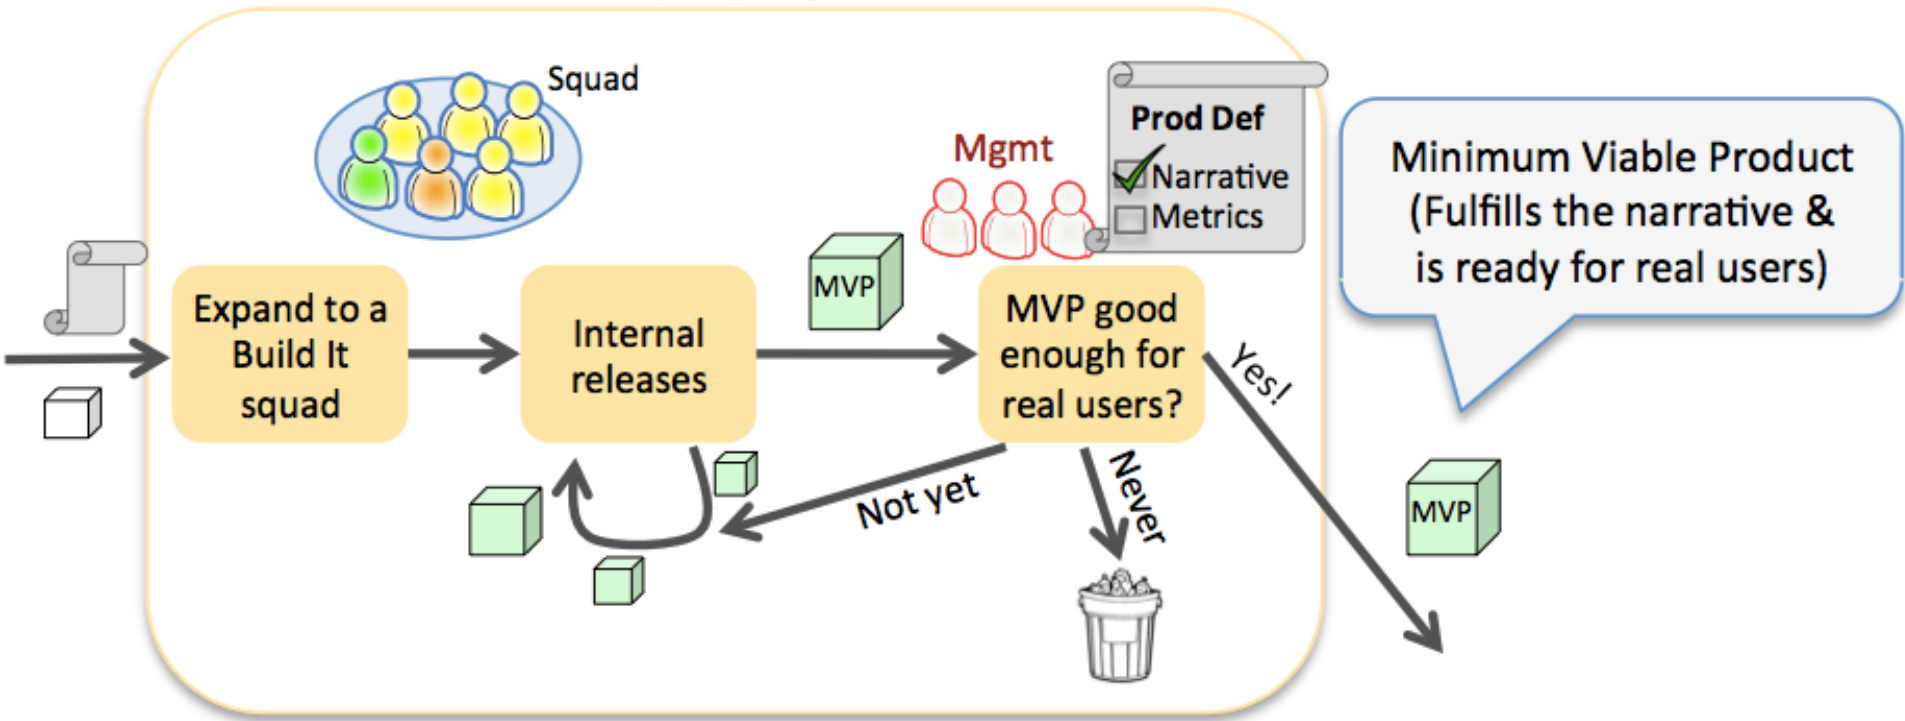 Squad
Mgmt
Prod Def
Narrative
Metrics
Minimum Viable Product
(Fulfills the narrative &
is ready for real users)
Expand to a
Build It
squad
Internal
releases
MVP
MVP good
enough for
real users?
Yes!
Not yet
Never
MVP